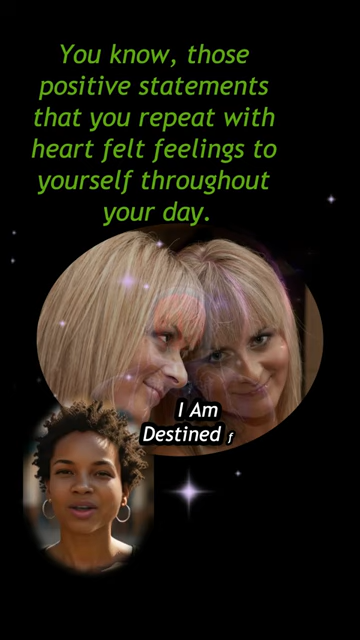 You know, those
positive statements
that you repeat with
heart felt feelings to
yourself throughout
your day.
I Am
Destined f